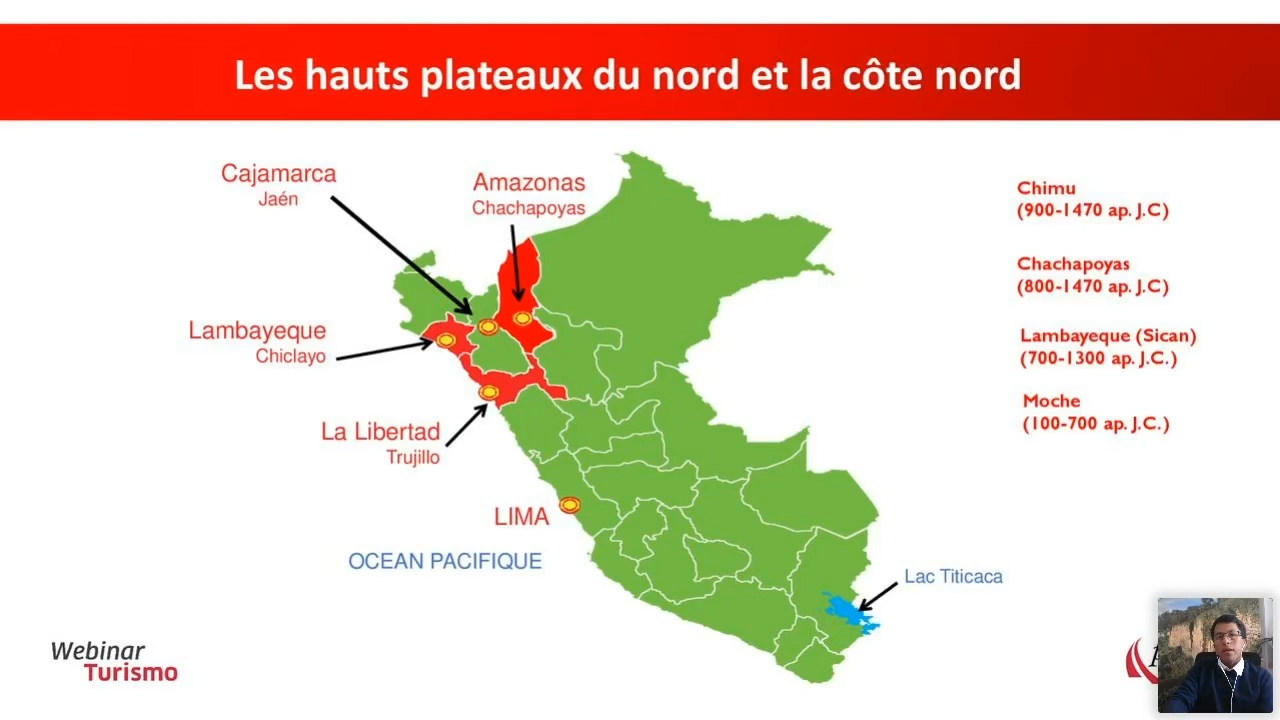 Les hauts plateaux du nord et la côte nord
Cajamarca
Jaén
Amazonas
Chachapoyas
Lambayeque
Chiclayo
La Libertad
Trujillo
LIMA
OCEAN PACIFIQUE
Lac Titicaca
Chimu
(900-1470 ap. J.C)
Chachapoyas
(800-1470 ap. J.C)
Lambayeque (Sican)
(700-1300 ap. J.C.)
Moche
(100-700 ap. J.C.)
Webinar
Turismo